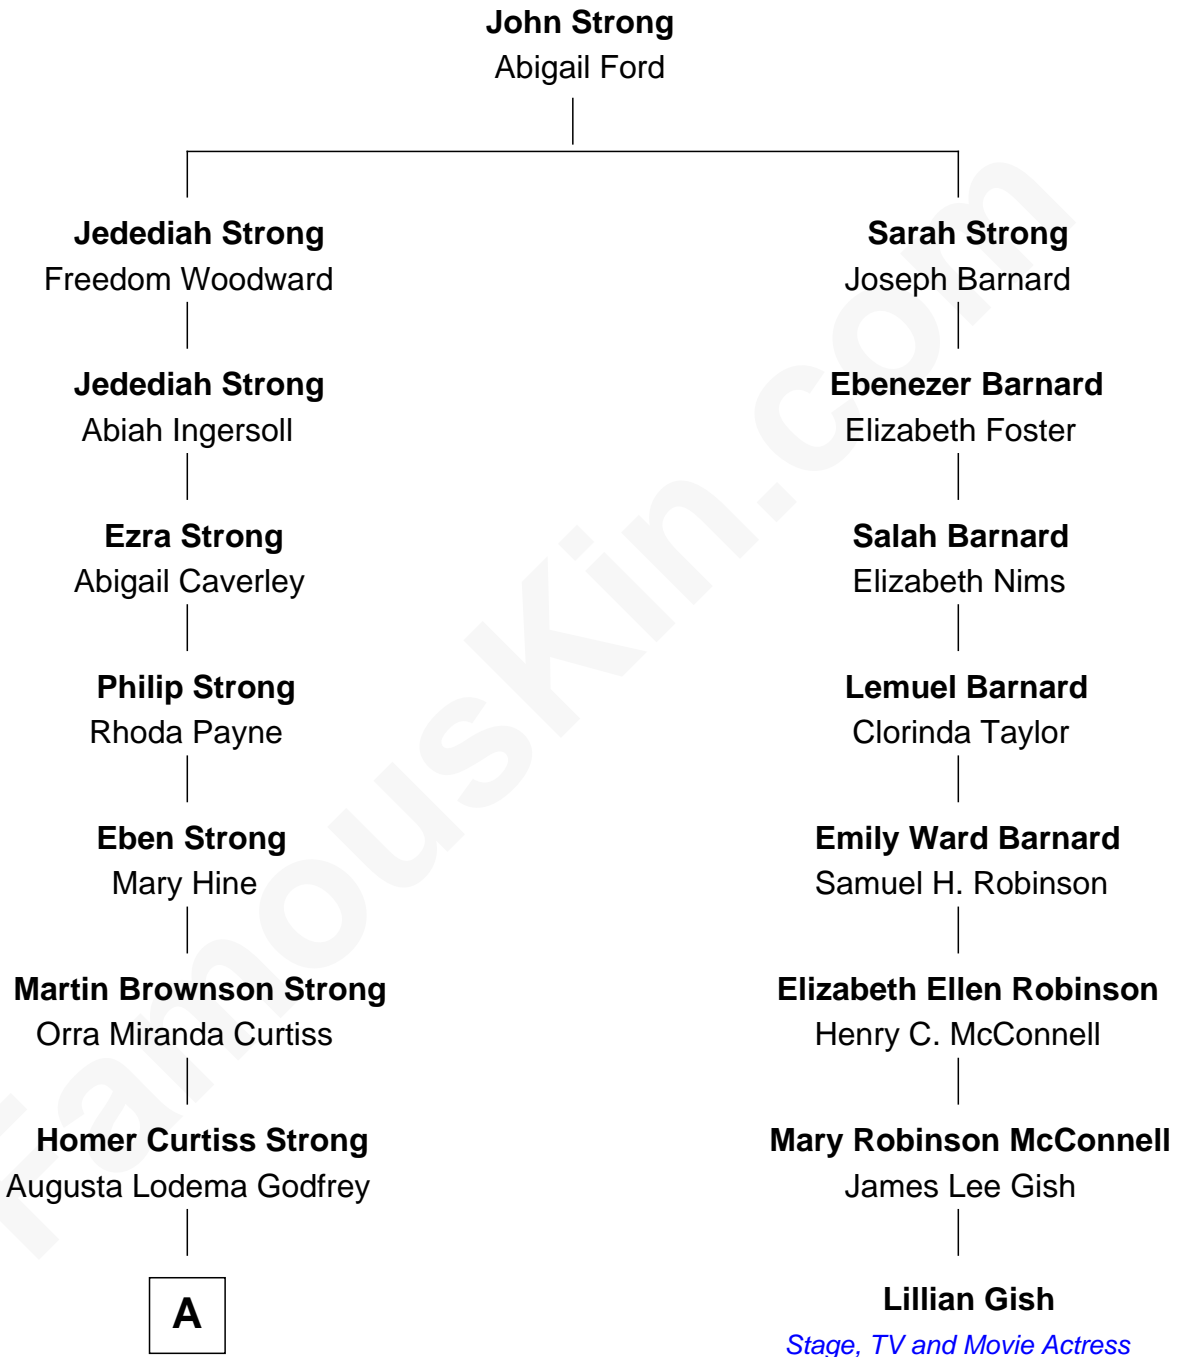 John Strong
Abigail Ford
Jedediah Strong
Freedom Woodward
Sarah Strong
Joseph Barnard
Jedediah Strong
Abiah Ingersoll
Ebenezer Barnard
Elizabeth Foster
Ezra Strong
Abigail Caverley
Salah Barnard
Elizabeth Nims
Philip Strong
Rhoda Payne
Lemuel Barnard
Clorinda Taylor
Eben Strong
Mary Hine
Emily Ward Barnard
Samuel H. Robinson
Martin Brownson Strong
Orra Miranda Curtiss
Elizabeth Ellen Robinson
Henry C. McConnell
Homer Curtiss Strong
Augusta Lodema Godfrey
Mary Robinson McConnell
James Lee Gish
A
Lillian Gish
Stage, TV and Movie Actress
FamousKin.com